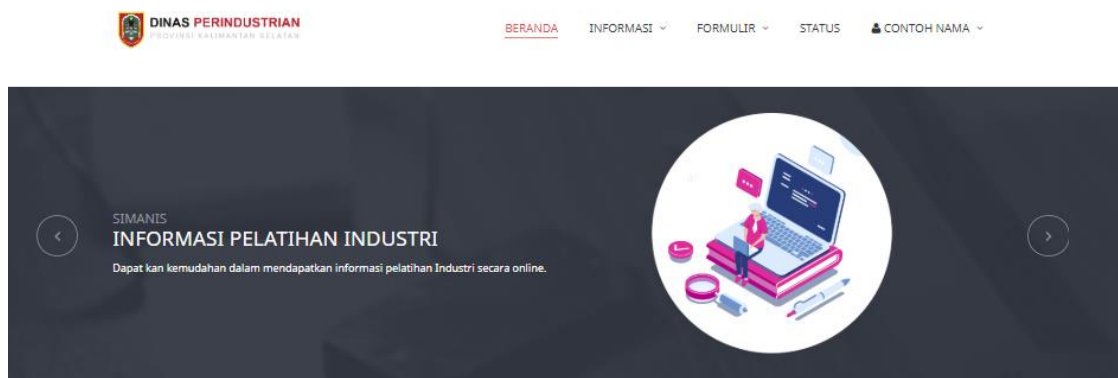 DINAS PERINDUSTRIAN
PROVINSI KALIMANTAN SELATAN
BERANDA INFORMASI FORMULIR STATUS CONTOH NAMA
SIMANIS
INFORMASI PELATIHAN INDUSTRI
Dapat kan kemudahan dalam mendapatkan informasi pelatihan Industri secara online.